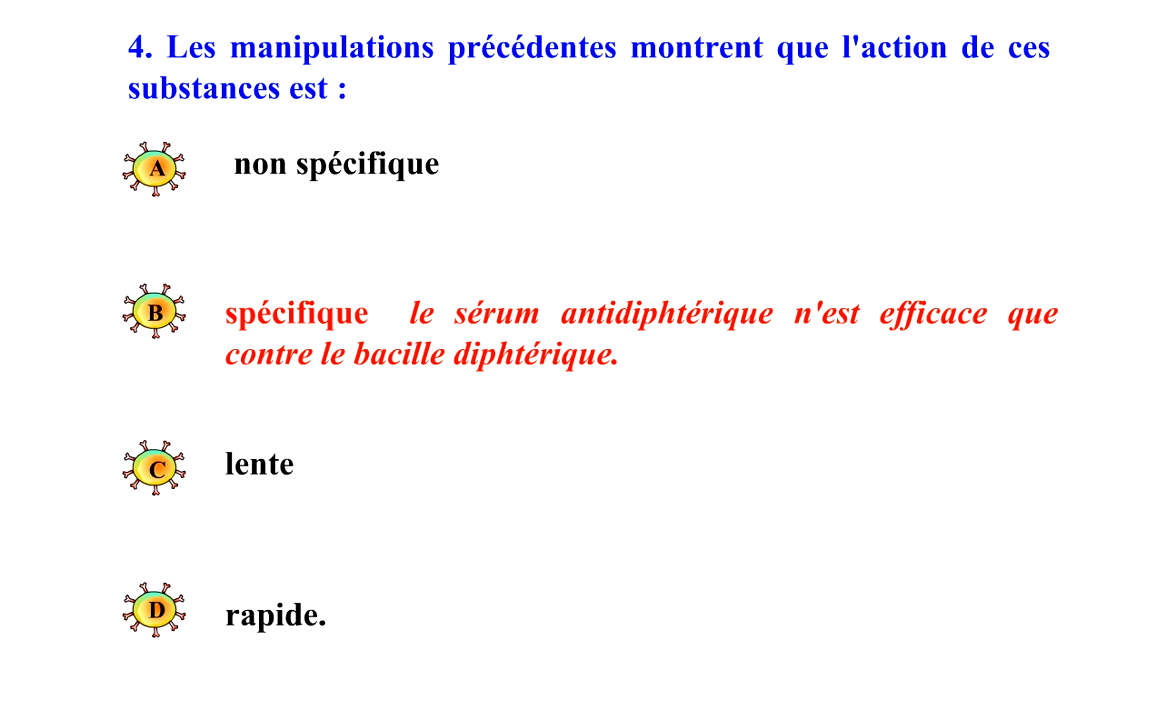 4. Les manipulations précédentes montrent que l'action de ces
substances est :
A non spécifique
B spécifique le sérum antidiphtérique n'est efficace que
contre le bacille diphtérique.
C lente
D rapide.